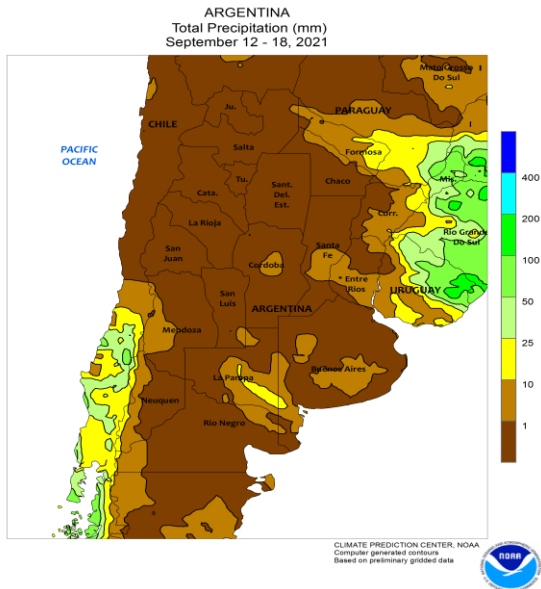 ARGENTINA
Total Precipitation (mm)
September 12 - 18, 2021
Mato Grosso
Do Sul
Ju.
PARAGUAY
CHILE
PACIFIC
OCEAN
Salta
Formosa
Tu.
Sant.
Del.
Est.
Chaco
Mis.
Cata.
Corr.
La Rioja
Rio Grande
Do Sul
San
Juan
Santa
Fe
Cordoba
Entre
Rios
URUGUAY
San
Luis
ARGENTINA
Mendoza
La Pampa
Buenos Aires
Neuquen
Rio Negro
400
200
100
50
25
10
1
CLIMATE PREDICTION CENTER, NOAA
Computer generated contours
Based on preliminary gridded data
NOAA